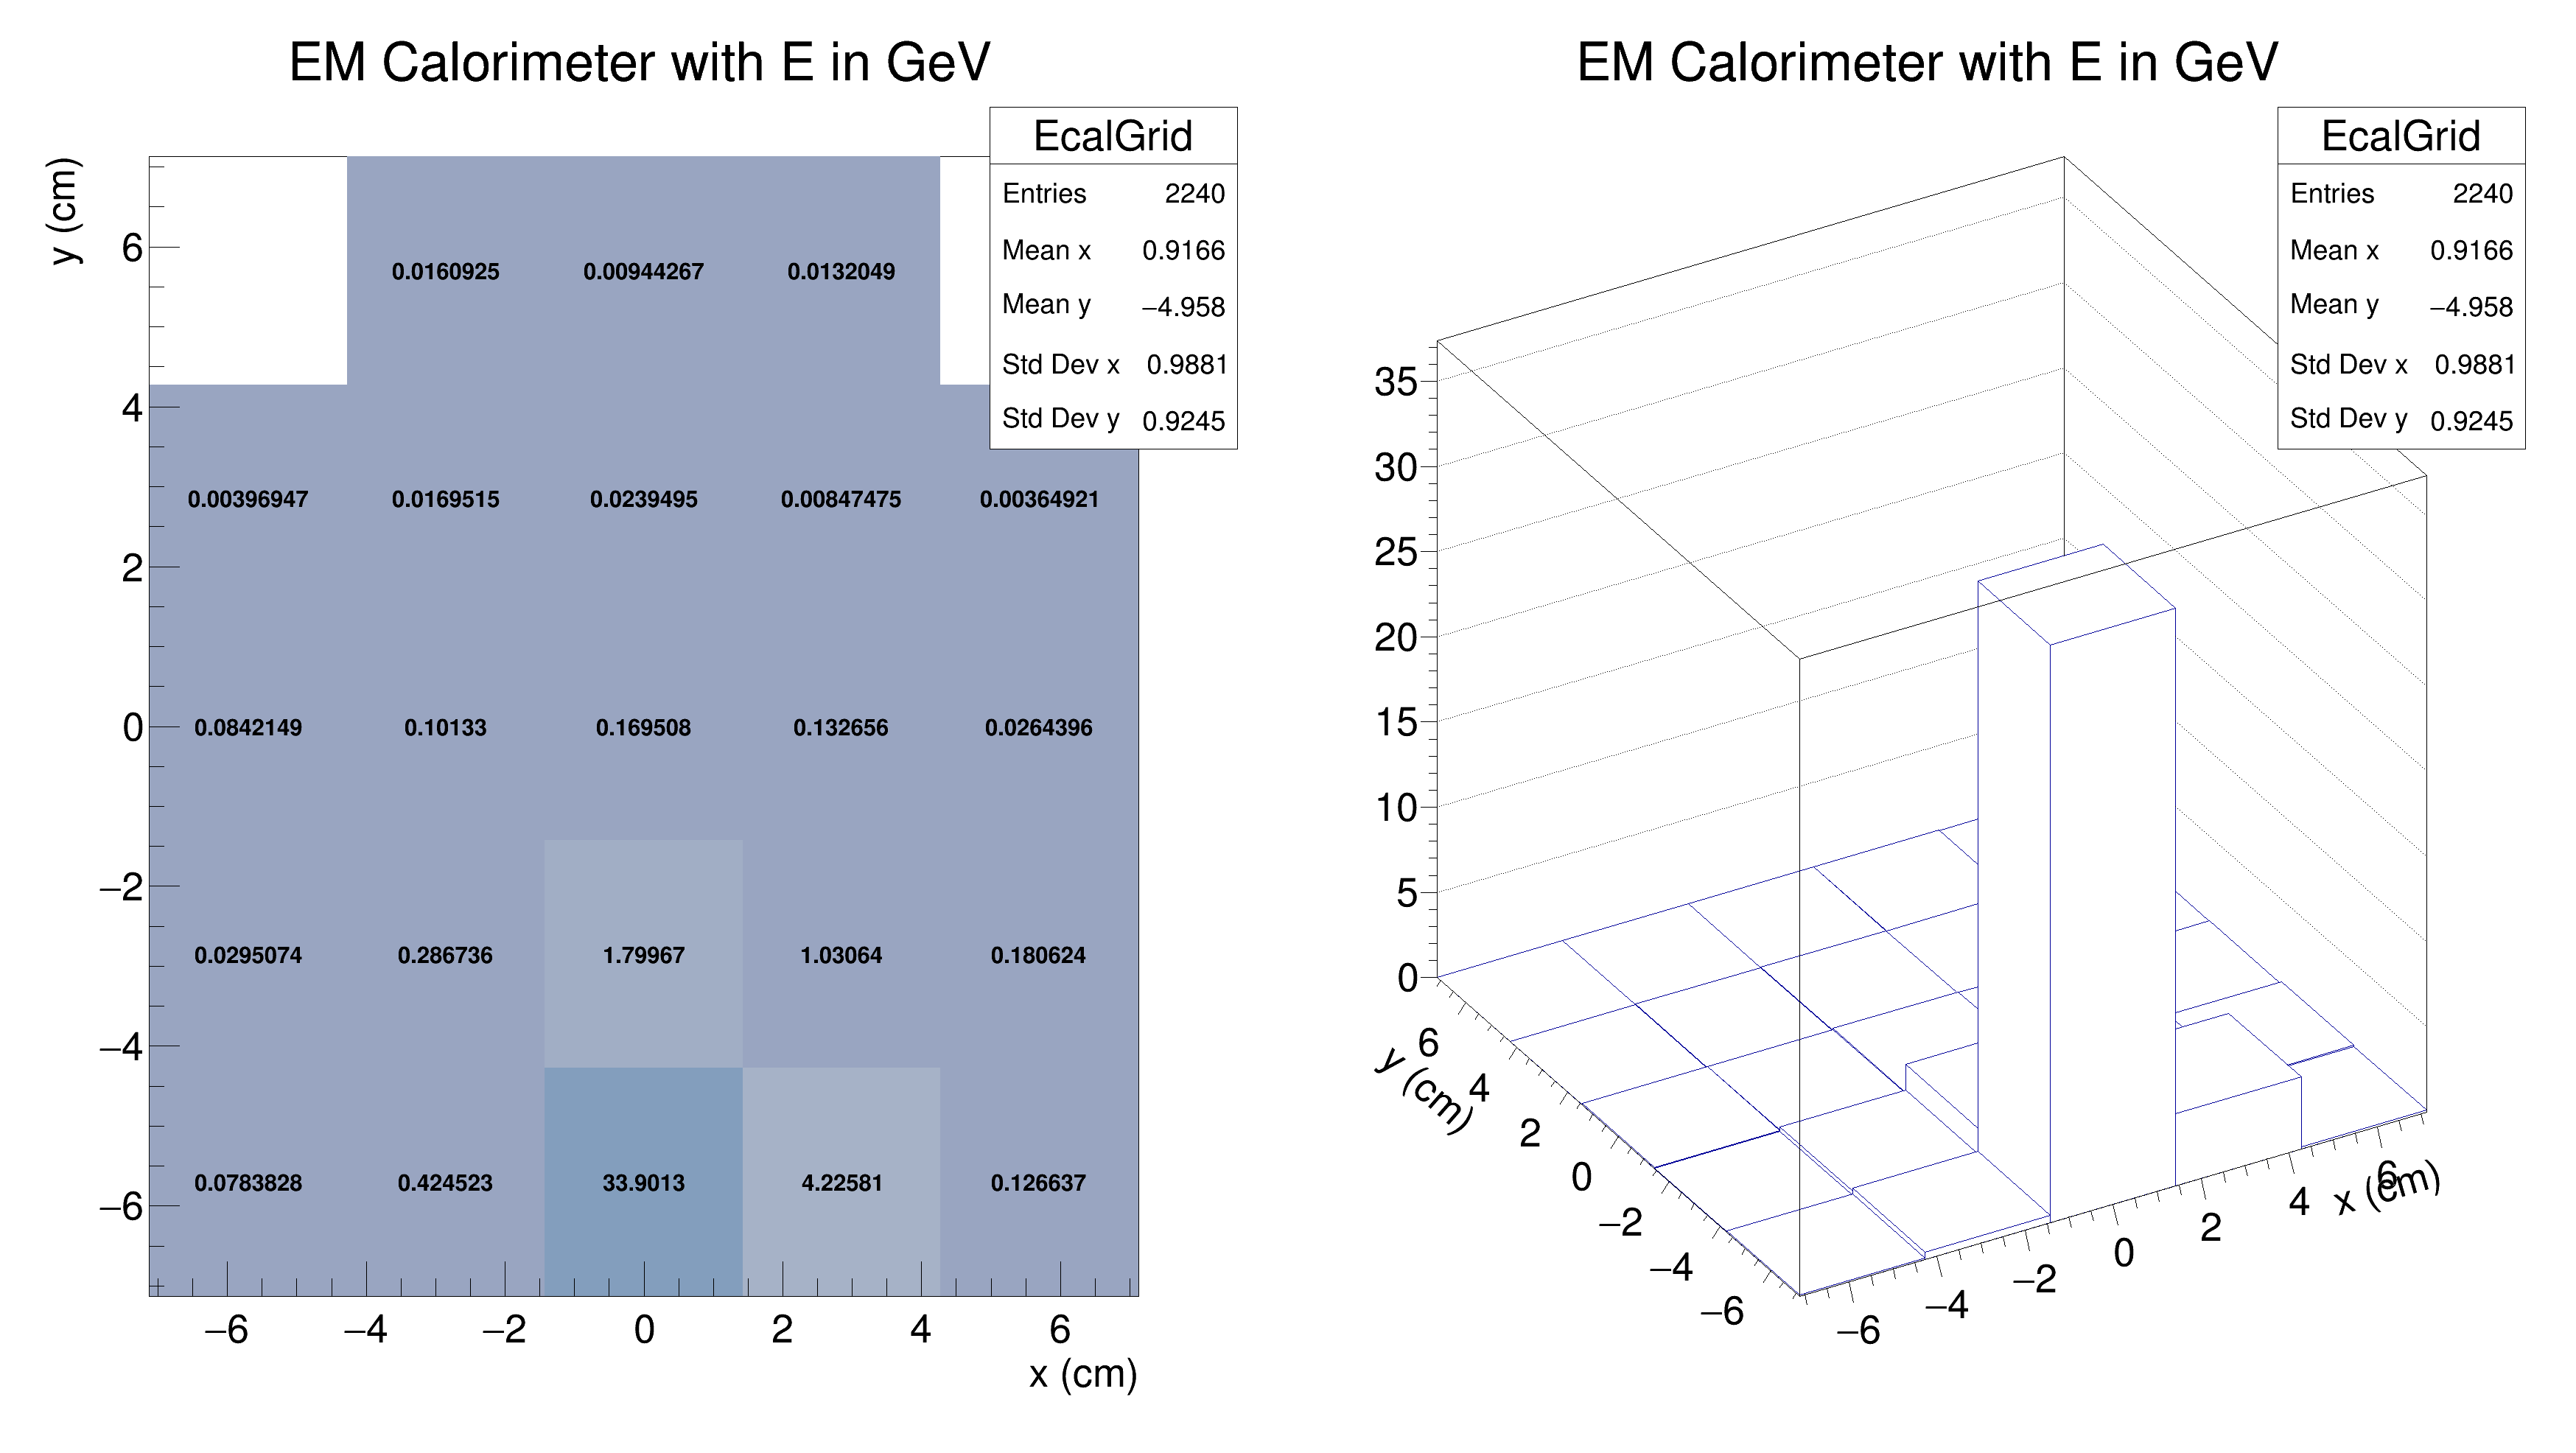 EM Calorimeter with E in GeV
EcalGrid
Entries 2240
Mean x 0.9166
Mean y −4.958
Std Dev x 0.9881
Std Dev y 0.9245
y (cm)
6
4
2
0
−2
−4
−6
0.0160925 0.00944267 0.0132049
0.00396947 0.0169515 0.0239495 0.00847475 0.00364921
0.0842149 0.10133 0.169508 0.132656 0.0264396
0.0295074 0.286736 1.79967 1.03064 0.180624
0.0783828 0.424523 33.9013 4.22581 0.126637
−6 −4 −2 0 2 4 6
x (cm)
EM Calorimeter with E in GeV
EcalGrid
Entries 2240
Mean x 0.9166
Mean y −4.958
Std Dev x 0.9881
Std Dev y 0.9245
35
30
25
20
15
10
5
0
6
4
2
0
−2
−4
−6
y (cm)
−6
−4
−2
0
2
4
6
x (cm)